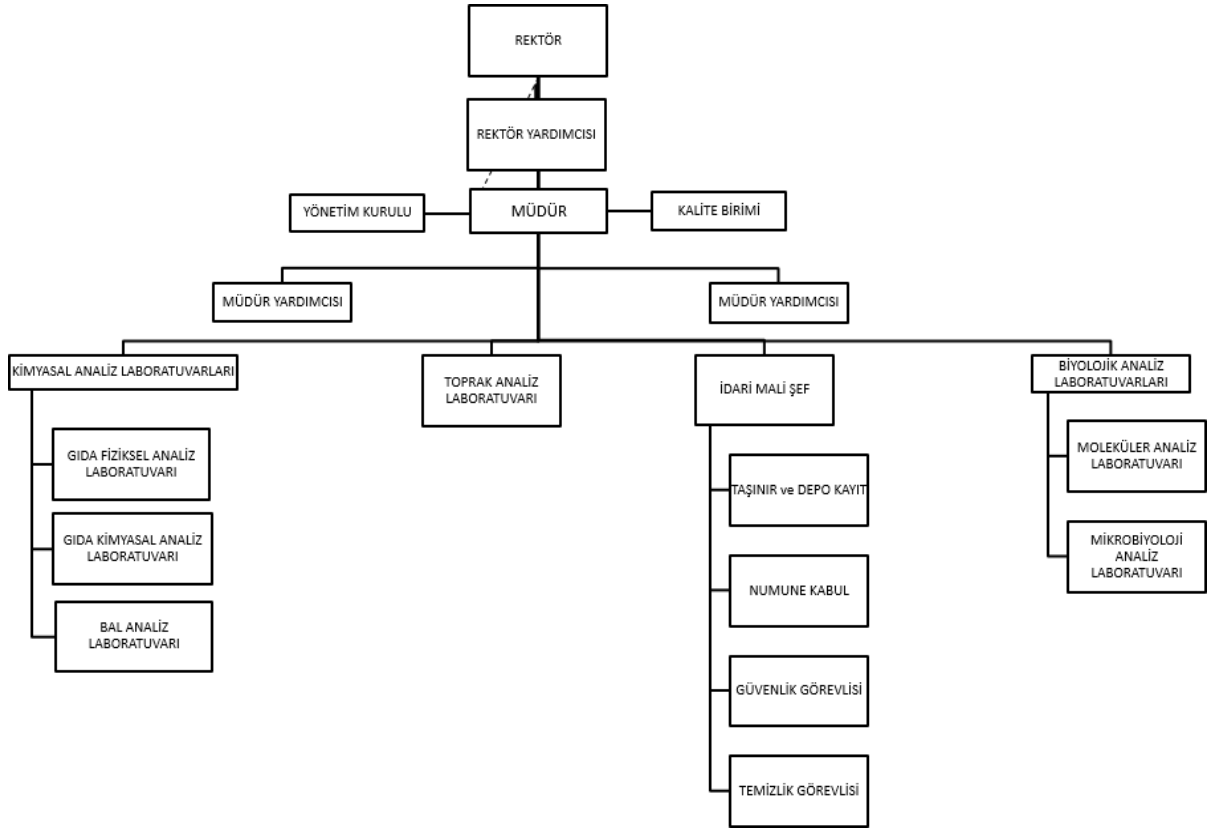 REKTÖR
REKTÖR YARDIMCISI
YÖNETİM KURULU
MÜDÜR
KALİTE BİRİMİ
MÜDÜR YARDIMCISI
MÜDÜR YARDIMCISI
KİMYASAL ANALİZ LABORATUVARLARI
GIDA FİZİKSEL ANALİZ
LABORATUVARI
GIDA KİMYASAL ANALİZ
LABORATUVARI
BAL ANALİZ
LABORATUVARI
TOPRAK ANALİZ
LABORATUVARI
İDARİ MALİ ŞEF
TAŞINIR ve DEPO KAYIT
NUMUNE KABUL
GÜVENLİK GÖREVLİSİ
TEMİZLİK GÖREVLİSİ
BİYOLOJİK ANALİZ
LABORATUVARLARI
MOLEKÜLER ANALİZ
LABORATUVARI
MİKROBİYOLOJİ
ANALİZ
LABORATUVARI